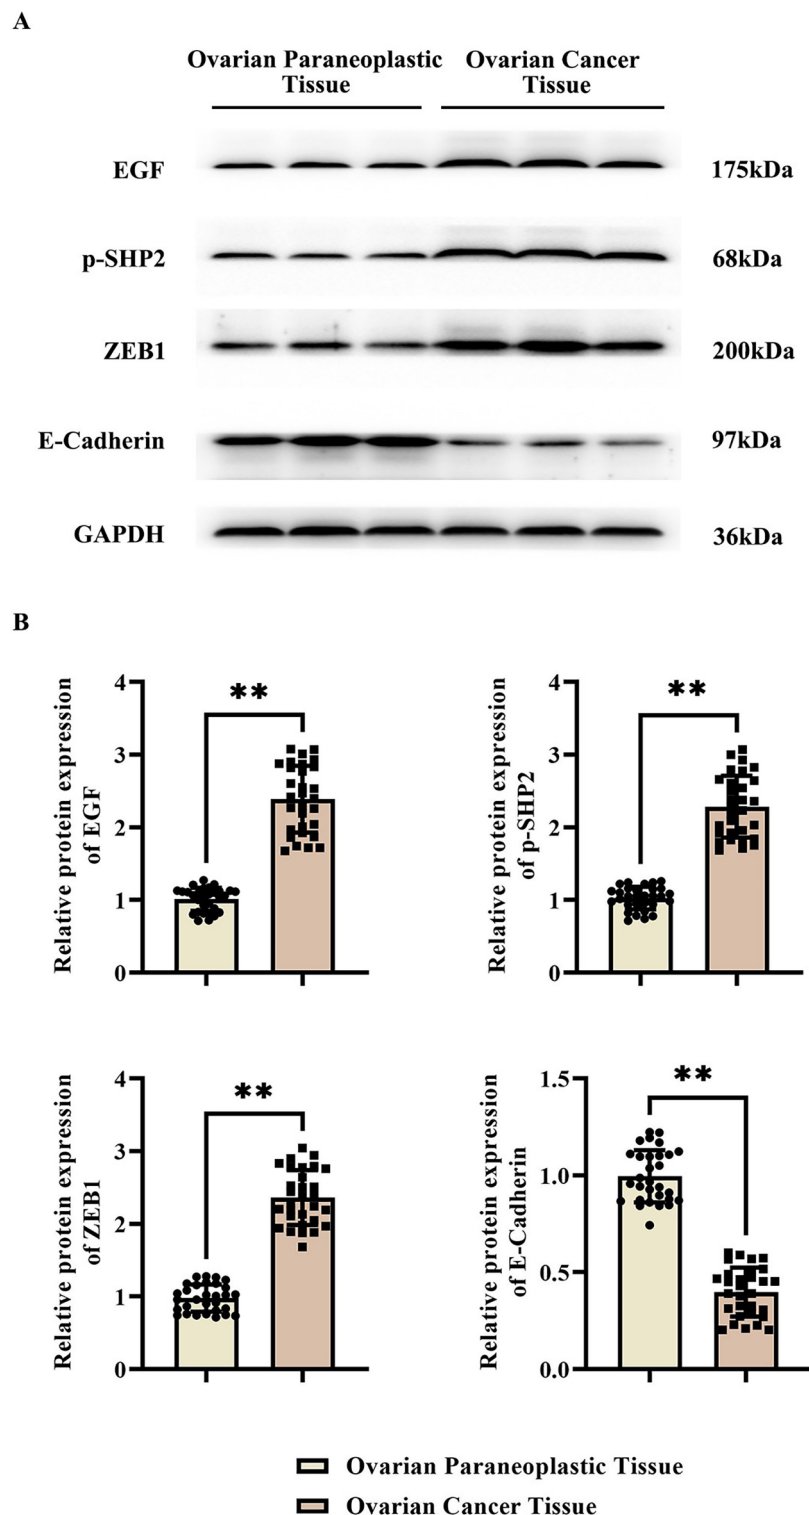 A
Ovarian Paraneoplastic
Tissue
Ovarian Cancer
Tissue
EGF
175kDa
p-SHP2
68kDa
ZEB1
200kDa
E-Cadherin
97kDa
GAPDH
36kDa
B
Relative protein expression
of EGF
4
3
2
1
0
**
Relative protein expression
of p-SHP2
4
3
2
1
0
**
Relative protein expression
of ZEB1
4
3
2
1
0
**
Relative protein expression
of E-Cadherin
1.5
1.0
0.5
0.0
**
Ovarian Paraneoplastic Tissue
Ovarian Cancer Tissue